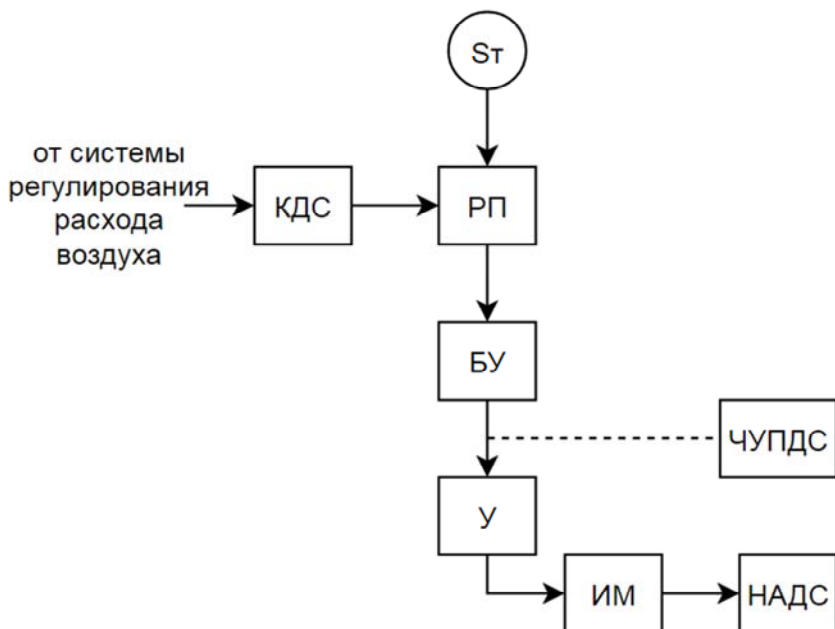 Sт
от системы
регулирования
расхода
воздуха
КДС
РП
БУ
ЧУПДС
У
ИМ
НАДС